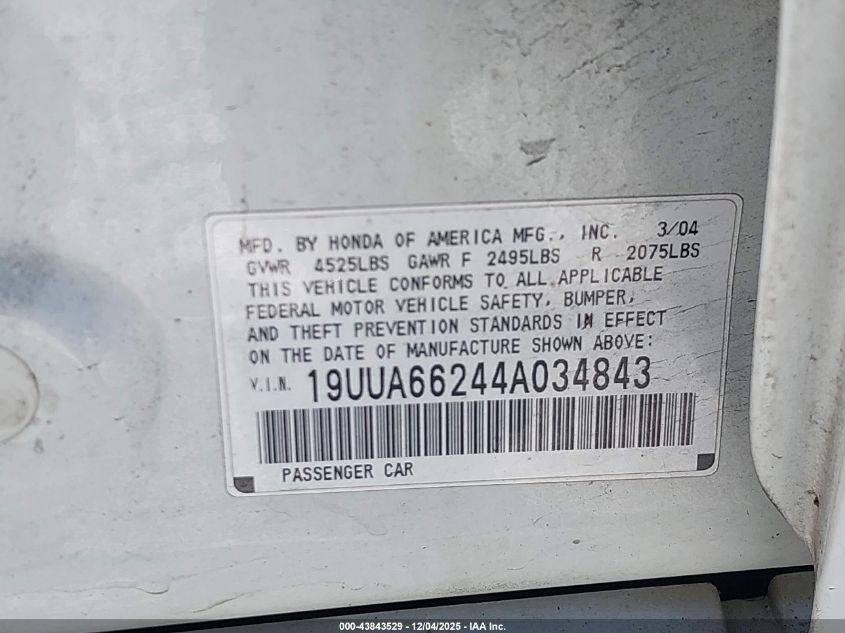 MFD. BY HONDA OF AMERICA MFG., INC. 3/04
GVWR 4525LBS GAWR F 2495LBS R 2075LBS
THIS VEHICLE CONFORMS TO ALL APPLICABLE
FEDERAL MOTOR VEHICLE SAFETY, BUMPER,
AND THEFT PREVENTION STANDARDS IN EFFECT
ON THE DATE OF MANUFACTURE SHOWN ABOVE:
V.I.N. 19UUA66244A034843
PASSENGER CAR
000-43843529 - 12/04/2025 - IAA Inc.